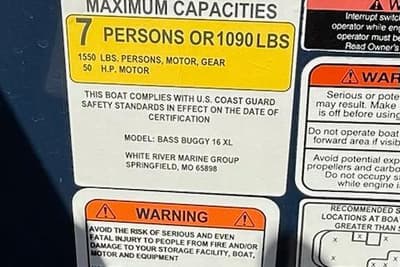 MAXIMUM CAPACITIES
7 PERSONS OR 1090 LBS
1550 LBS. PERSONS, MOTOR, GEAR
50 H.P. MOTOR
THIS BOAT COMPLIES WITH U.S. COAST GUARD
SAFETY STANDARDS IN EFFECT ON THE DATE OF
CERTIFICATION
MODEL: BASS BUGGY 16 XL
WHITE RIVER MARINE GROUP
SPRINGFIELD, MO 65898
WARNING
AVOID THE RISK OF SERIOUS AND EVEN
FATAL INJURY TO PEOPLE FROM FIRE AND/OR
DAMAGE TO YOUR STORAGE FACILITY, BOAT,
MOTOR AND EQUIPMENT
Interrupt switc
operator while en
operator must be
Read Owner's
WAR
Serious or pote
may result. Make
is off before using
Do not operate boat
forward area if visib
Avoid potential exp
propellers and carbo
Do not occupy s
while engine is
RECOMMENDED S
LOCATIONS AT BOA
GREATER THAN 5